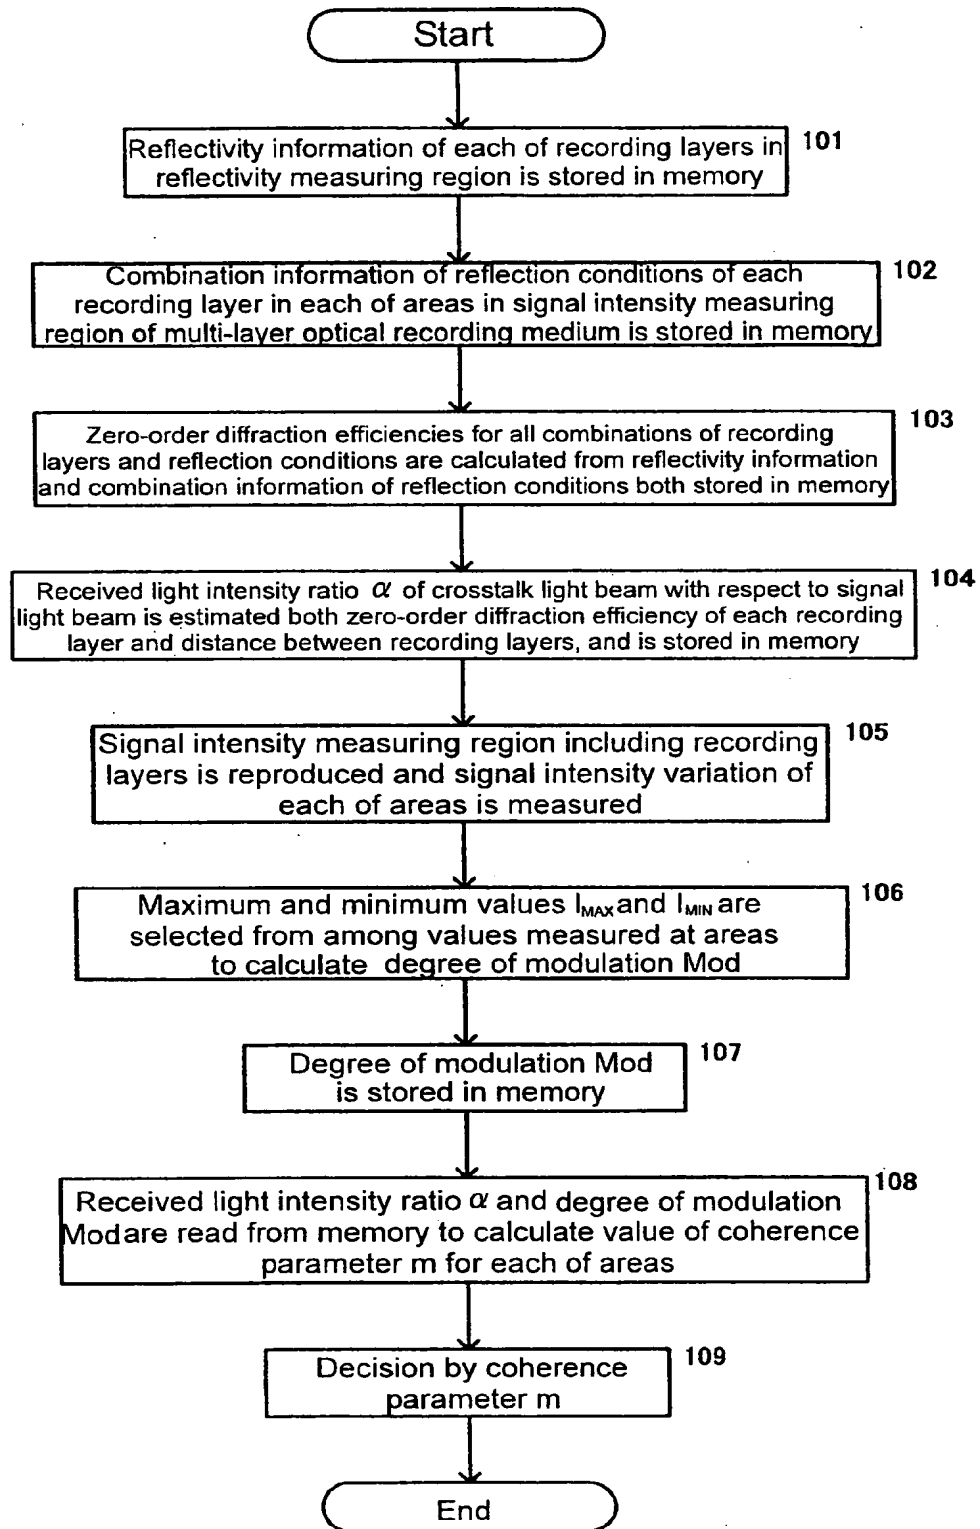 Start
101
Reflectivity information of each of recording layers in
reflectivity measuring region is stored in memory
102
Combination information of reflection conditions of each
recording layer in each of areas in signal intensity measuring
region of multi-layer optical recording medium is stored in memory
103
Zero-order diffraction efficiencies for all combinations of recording
layers and reflection conditions are calculated from reflectivity information
and combination information of reflection conditions both stored in memory
104
Received light intensity ratio α of crosstalk light beam with respect to signal
light beam is estimated both zero-order diffraction efficiency of each recording
layer and distance between recording layers, and is stored in memory
105
Signal intensity measuring region including recording
layers is reproduced and signal intensity variation of
each of areas is measured
106
Maximum and minimum values IMAX and IMIN are
selected from among values measured at areas
to calculate degree of modulation Mod
107
Degree of modulation Mod
is stored in memory
108
Received light intensity ratio α and degree of modulation
Mod are read from memory to calculate value of coherence
parameter m for each of areas
109
Decision by coherence
parameter m
End